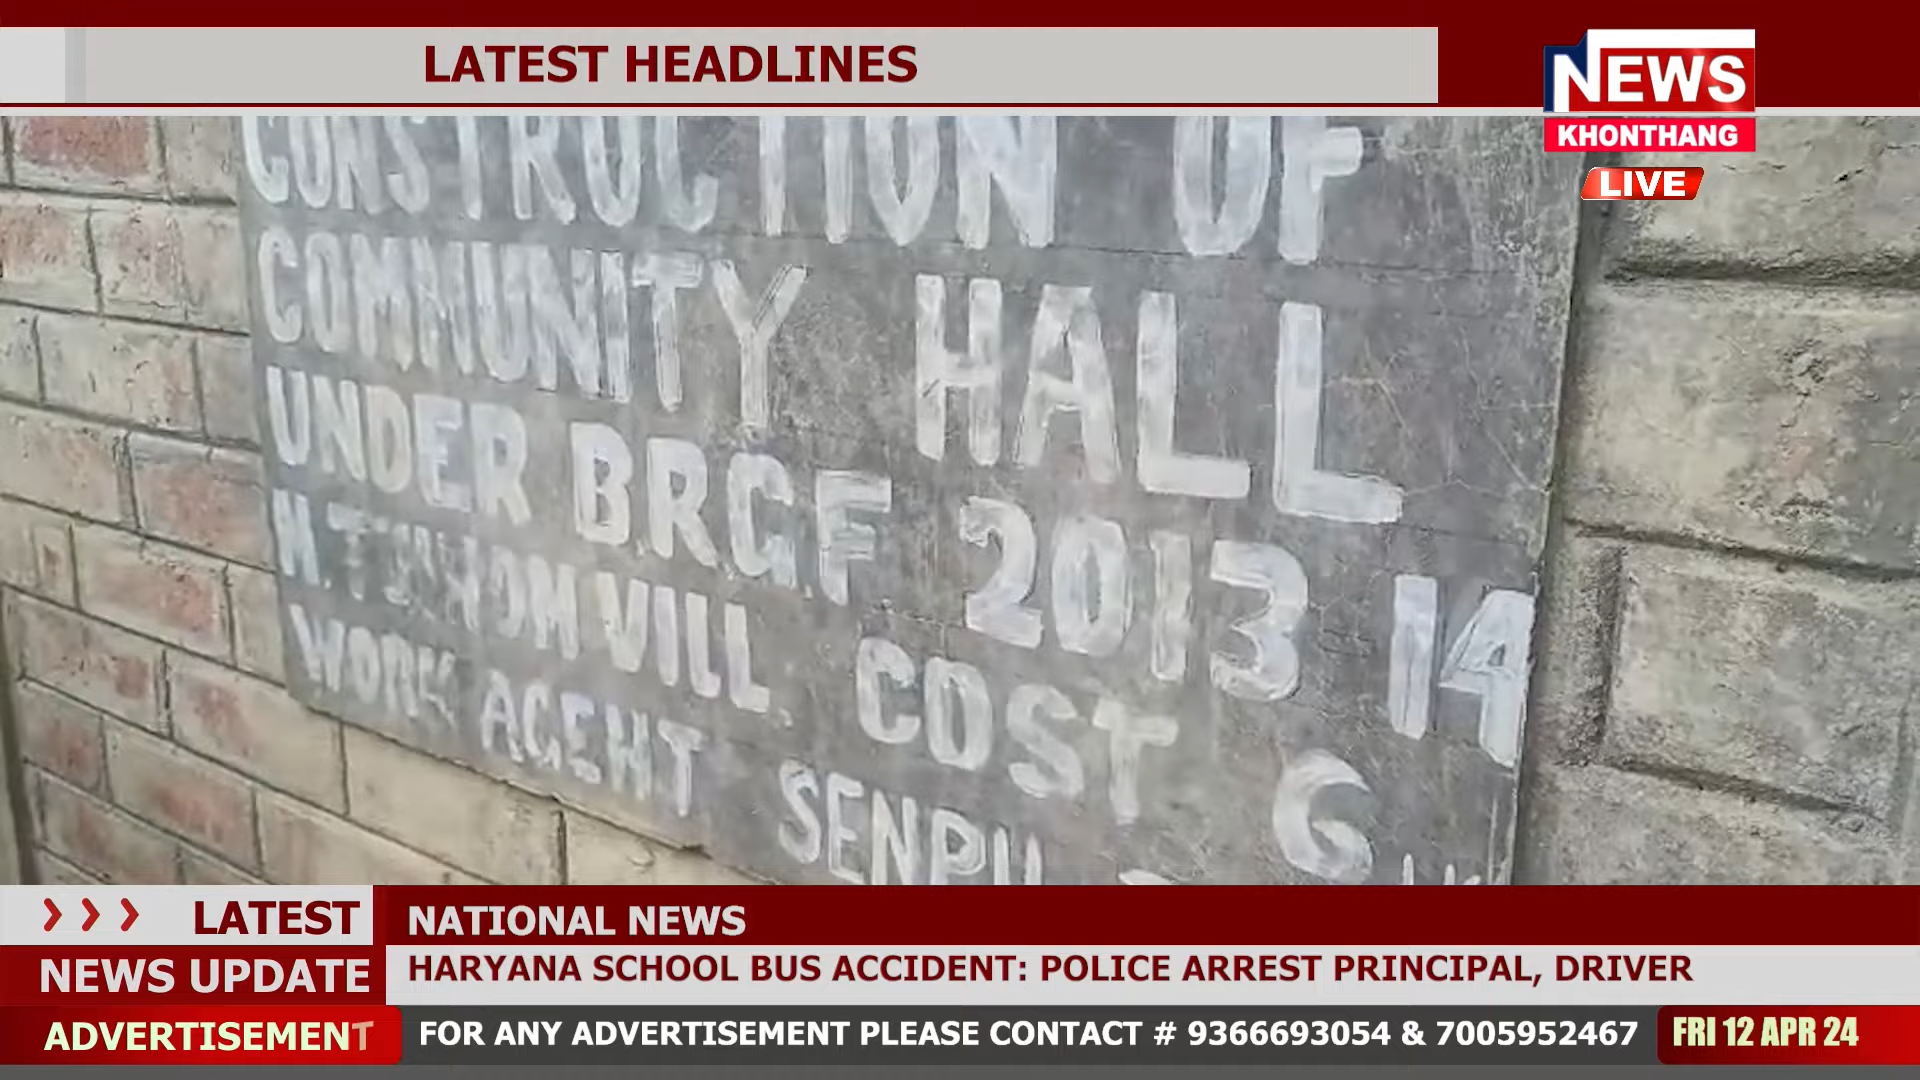 LATEST HEADLINES
NEWS
KHONTHANG
LIVE
CONSTRUCTION OF
COMMUNITY HALL
UNDER B.R.G.F 2013 14
VILL. COST 6
WORK AGENT
LATEST
NEWS UPDATE
NATIONAL NEWS
HARYANA SCHOOL BUS ACCIDENT: POLICE ARREST PRINCIPAL, DRIVER
ADVERTISEMENT
FOR ANY ADVERTISEMENT PLEASE CONTACT # 9366693054 & 7005952467
FRI 12 APR 24